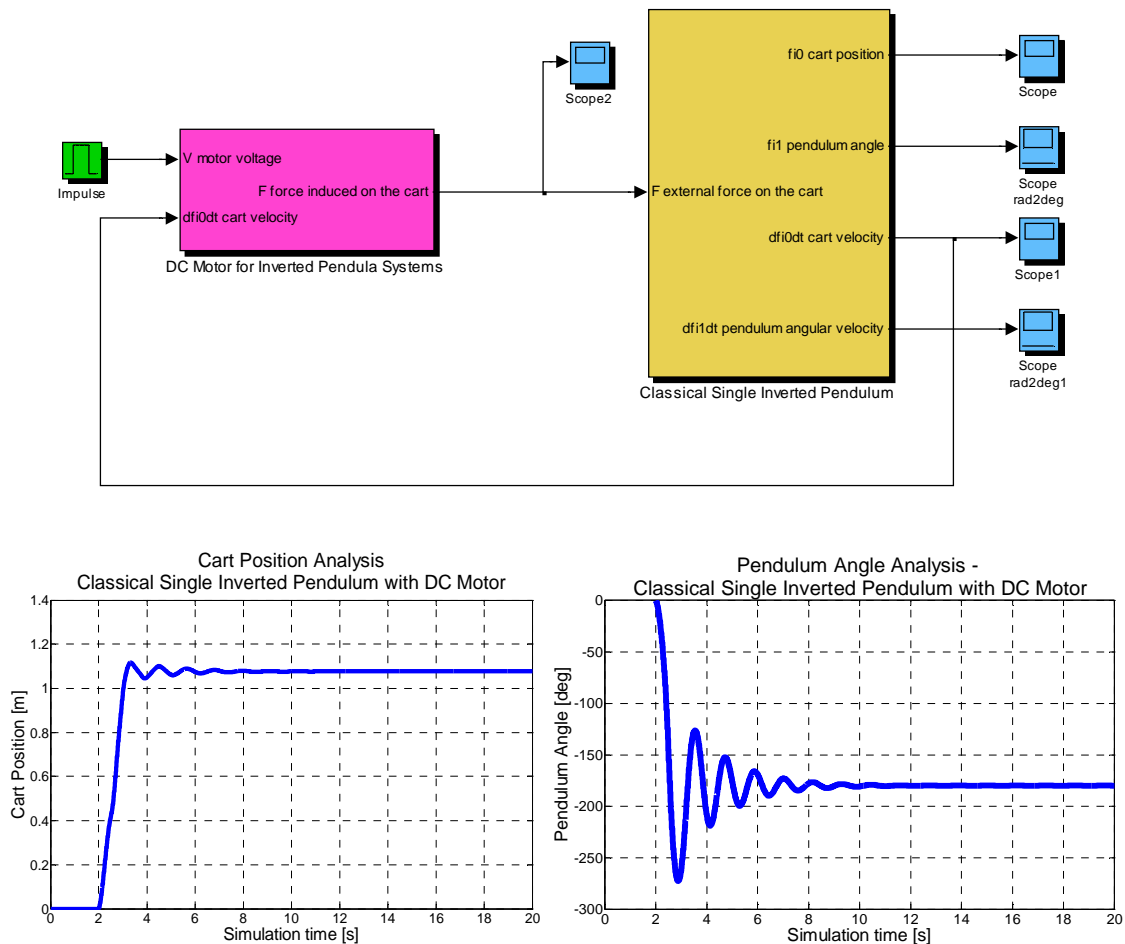 fi0 cart position
Scope
Scope2
V motor voltage
Impulse
F force induced on the cart
dfi0dt cart velocity
DC Motor for Inverted Pendula Systems
fi1 pendulum angle
Scope
rad2deg
F external force on the cart
dfi0dt cart velocity
Scope1
dfi1dt pendulum angular velocity
Scope
rad2deg1
Classical Single Inverted Pendulum
Cart Position Analysis
Classical Single Inverted Pendulum with DC Motor
1.4
1.2
1
0.8
0.6
0.4
0.2
0
Cart Position [m]
0 2 4 6 8 10 12 14 16 18 20
Simulation time [s]
Pendulum Angle Analysis -
Classical Single Inverted Pendulum with DC Motor
0
-50
-100
-150
-200
-250
-300
Pendulum Angle [deg]
0 2 4 6 8 10 12 14 16 18 20
Simulation time [s]